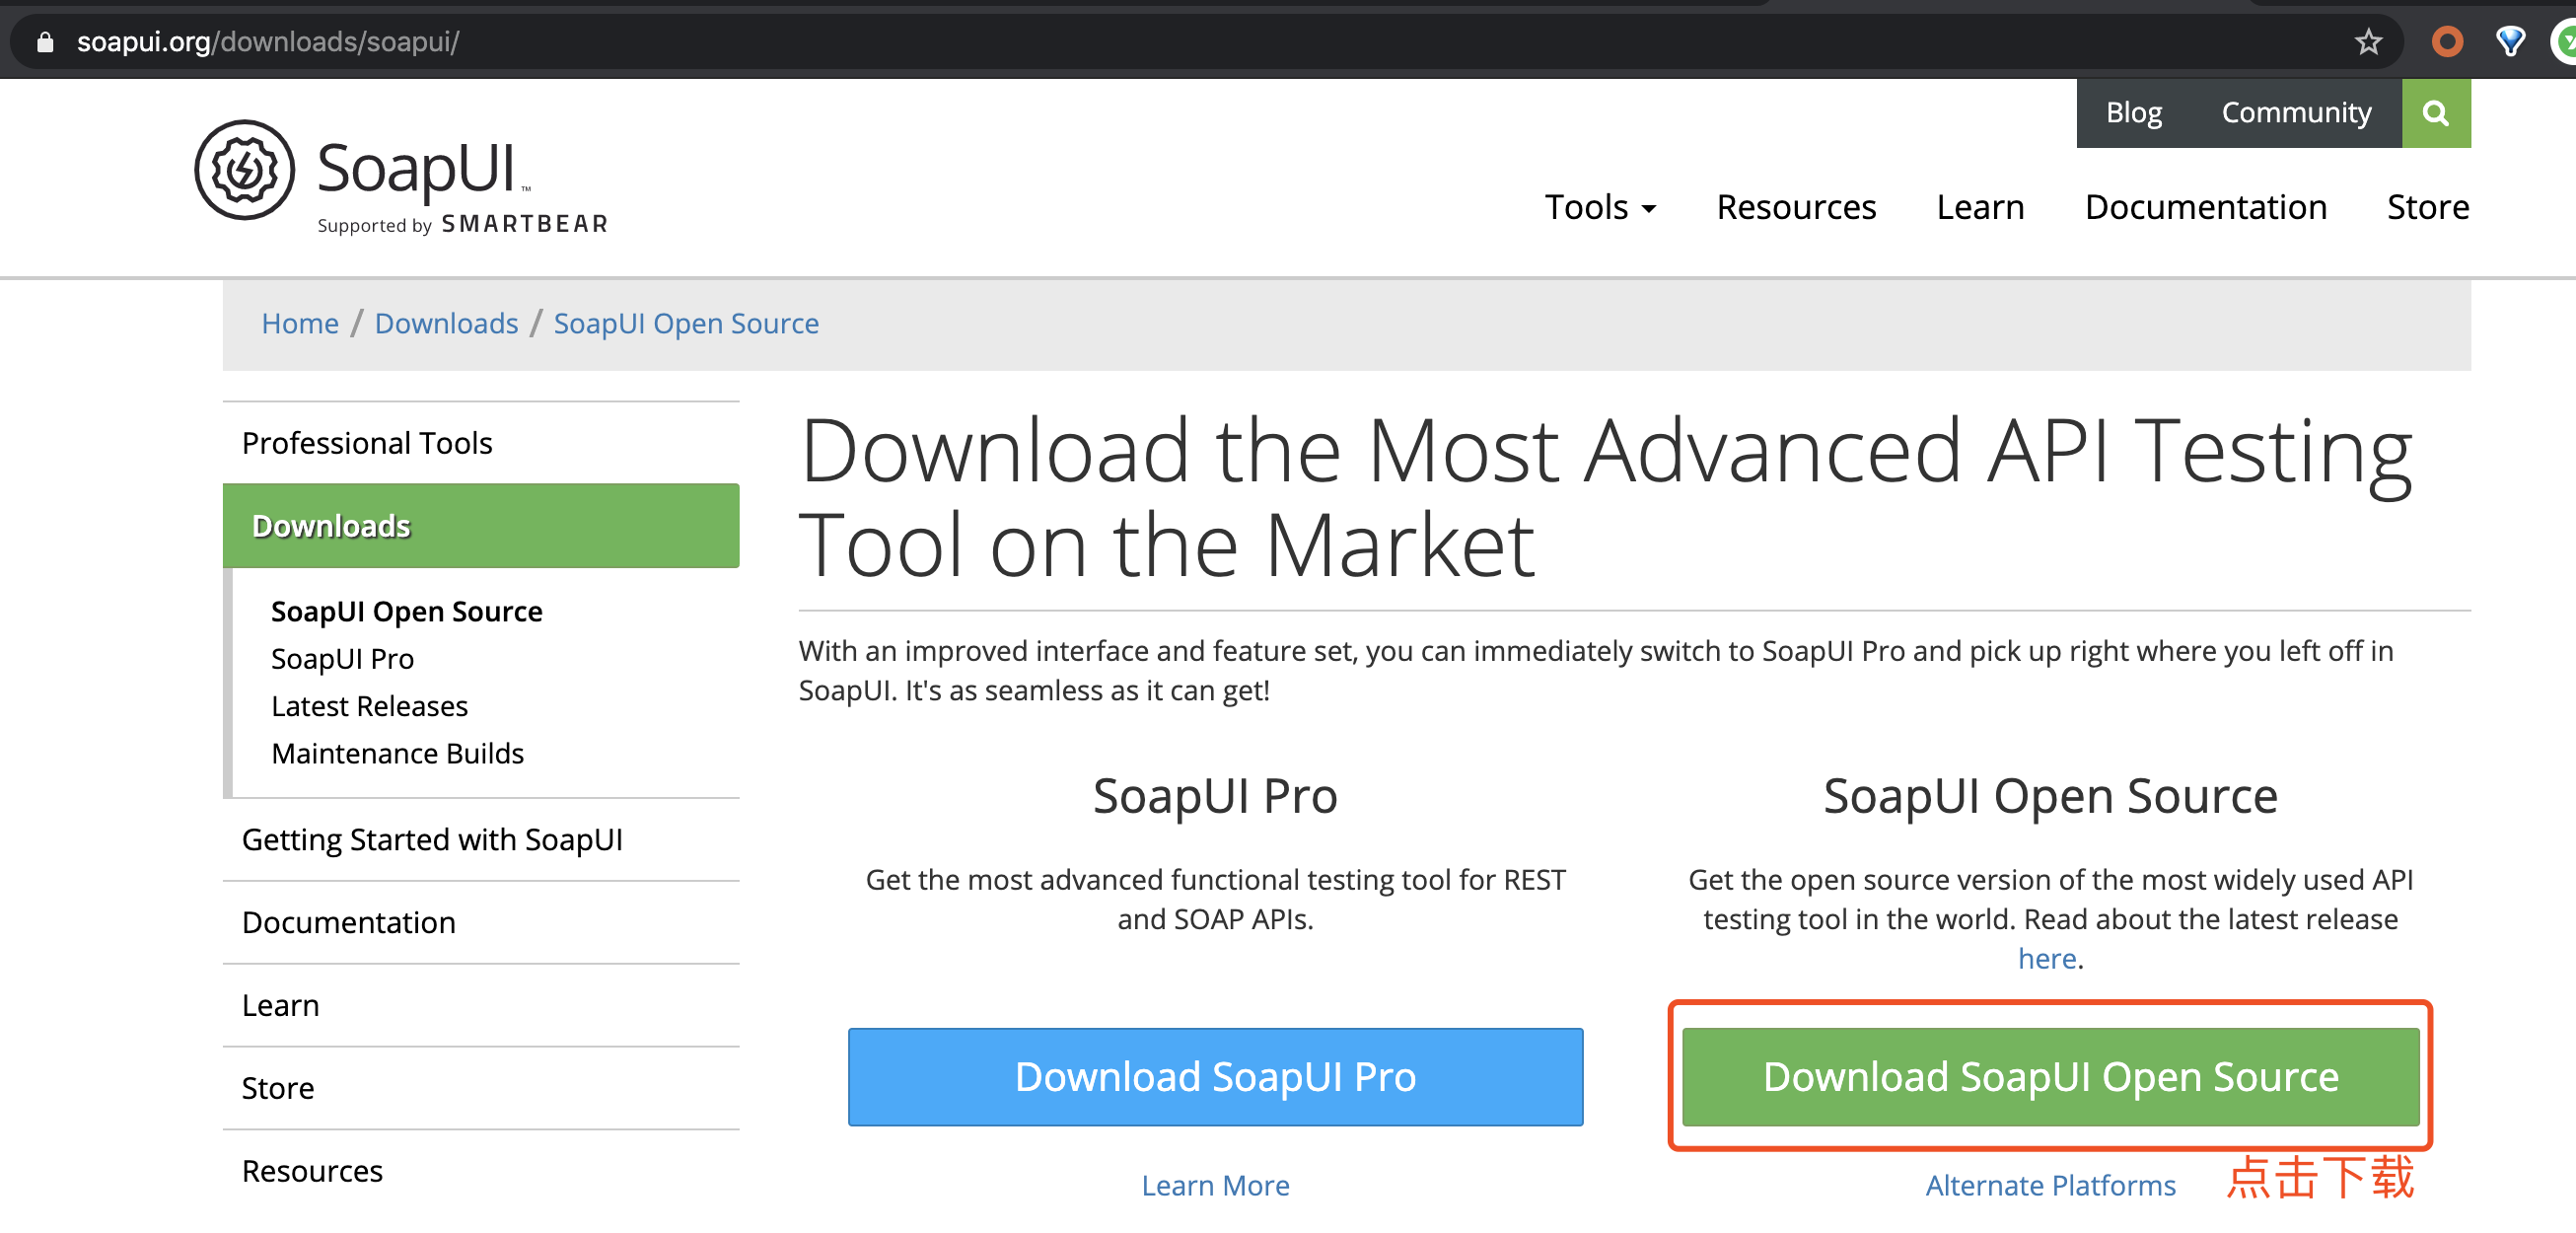 soapui.org/downloads/soapui/
Blog
Community
SoapUI™
Supported by SMARTBEAR
Tools
Resources
Learn
Documentation
Store
Home / Downloads / SoapUI Open Source
Professional Tools
Downloads
SoapUI Open Source
SoapUI Pro
Latest Releases
Maintenance Builds
Getting Started with SoapUI
Documentation
Learn
Store
Resources
Download the Most Advanced API Testing
Tool on the Market
With an improved interface and feature set, you can immediately switch to SoapUI Pro and pick up right where you left off in
SoapUI. It's as seamless as it can get!
SoapUI Pro
Get the most advanced functional testing tool for REST
and SOAP APIs.
Download SoapUI Pro
Learn More
SoapUI Open Source
Get the open source version of the most widely used API
testing tool in the world. Read about the latest release
here.
Download SoapUI Open Source
Alternate Platforms
点击下载